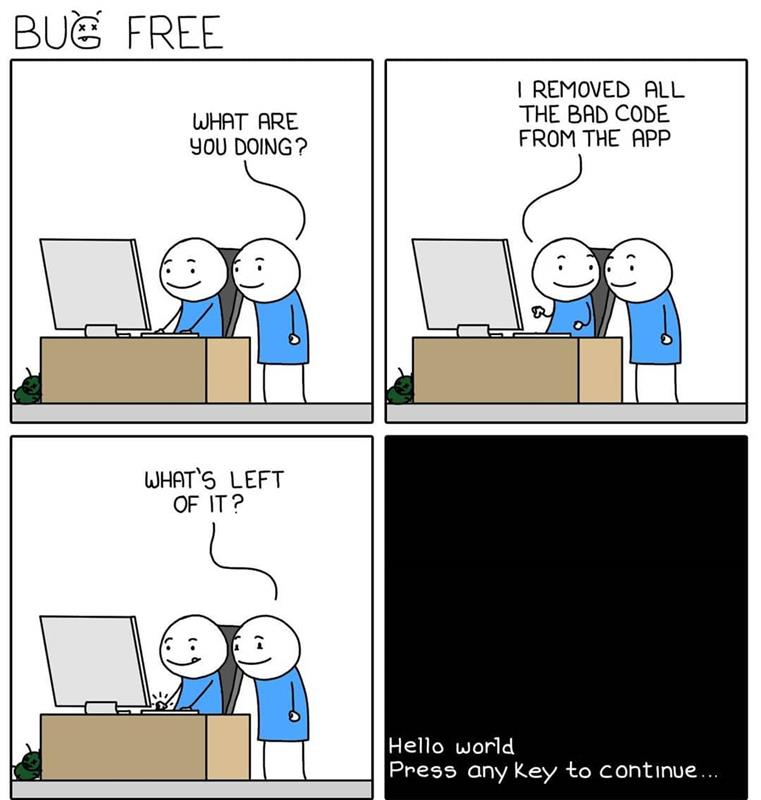 BUG FREE
WHAT ARE
YOU DOING?
I REMOVED ALL
THE BAD CODE
FROM THE APP
WHAT'S LEFT
OF IT?
Hello world
Press any key to continue...